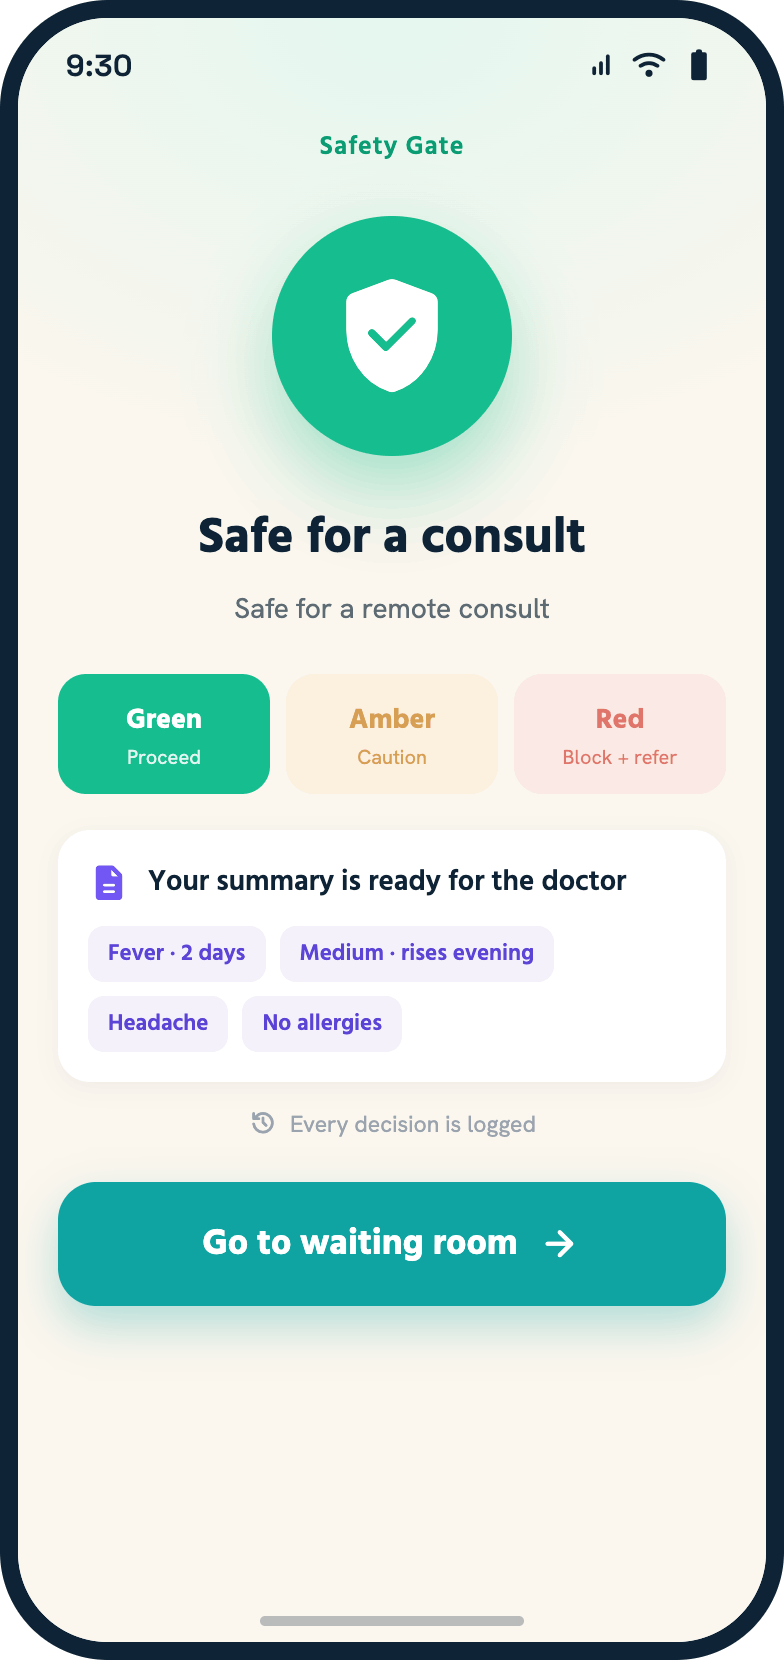 9:30
Safety Gate
Safe for a consult
Safe for a remote consult
Green
Proceed
Amber
Caution
Red
Block + refer
Your summary is ready for the doctor
Fever · 2 days
Medium · rises evening
Headache
No allergies
Every decision is logged
Go to waiting room →